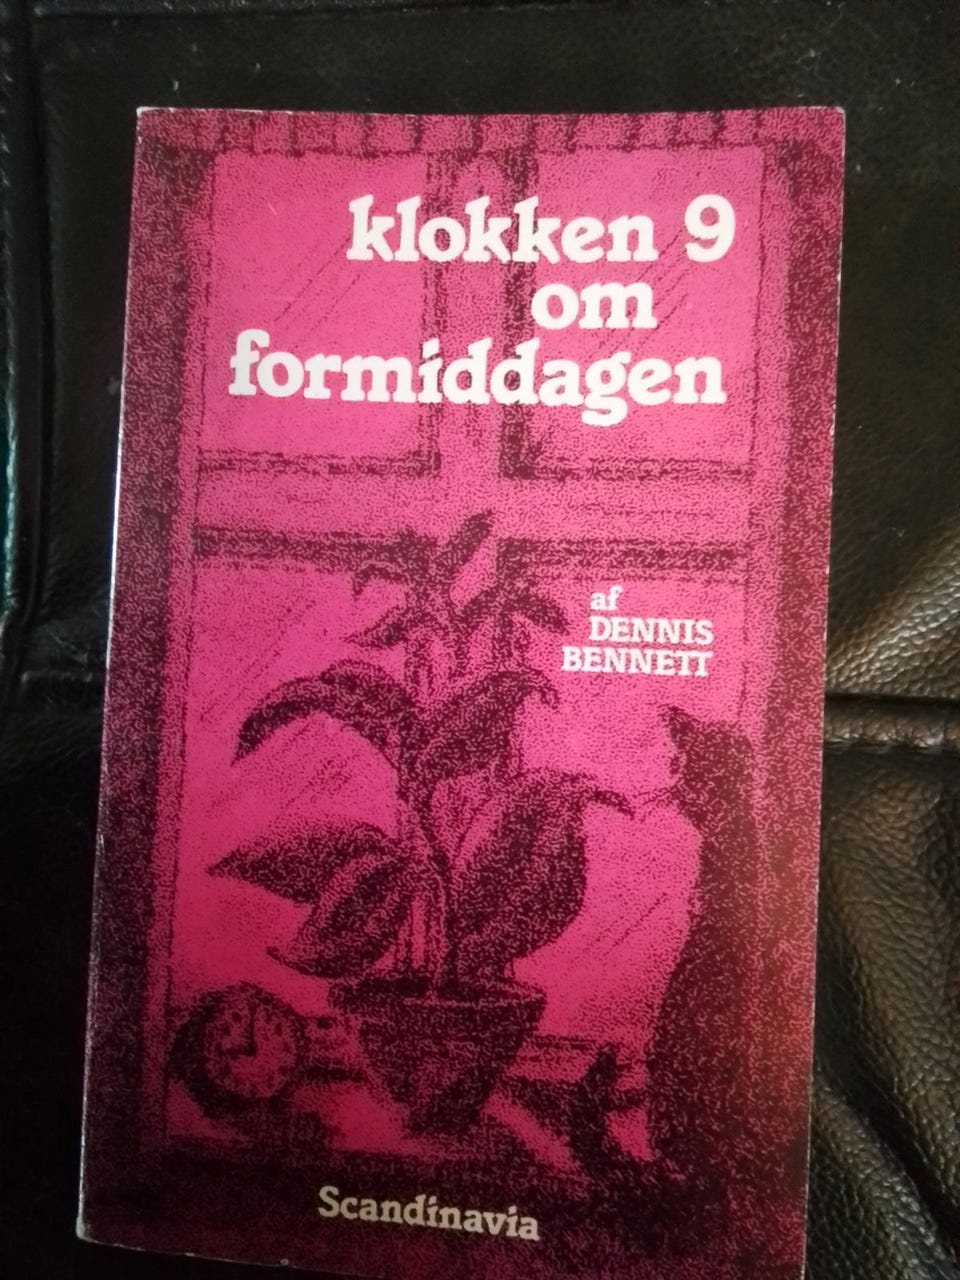 klokken 9
om
formiddagen
af
DENNIS
BENNETT
Scandinavia